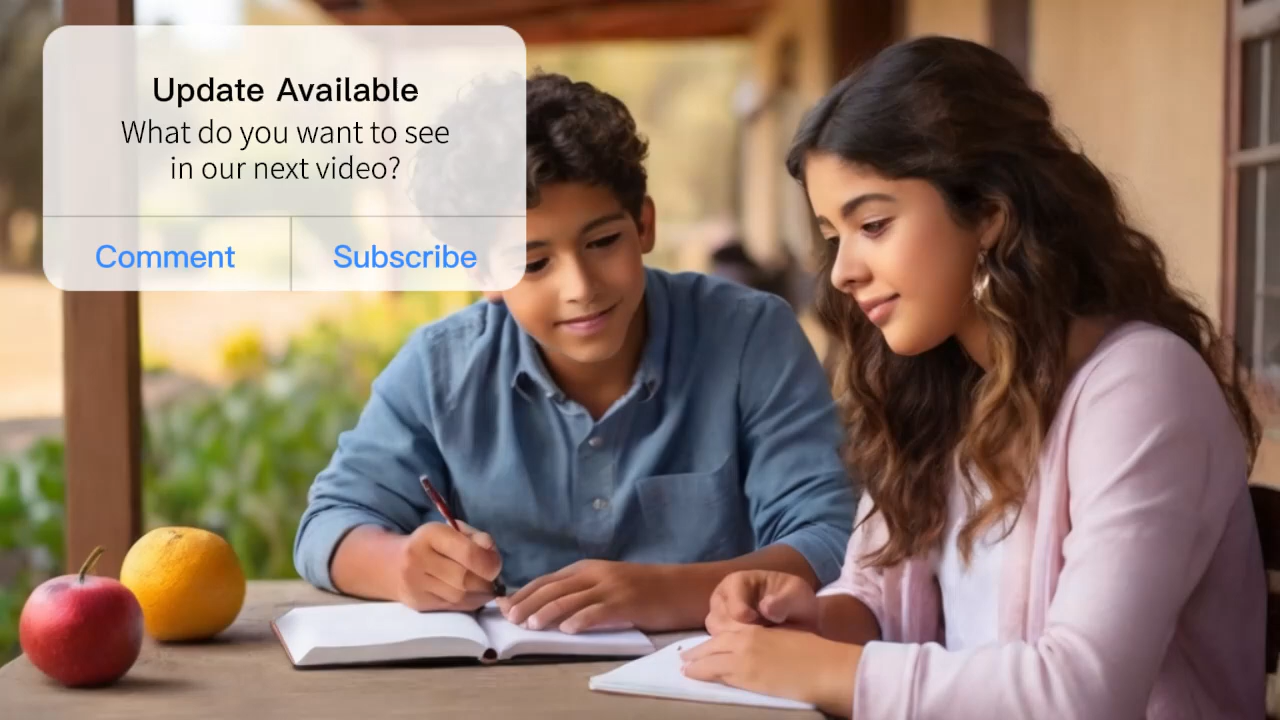 Update Available
What do you want to see
in our next video?
Comment
Subscribe